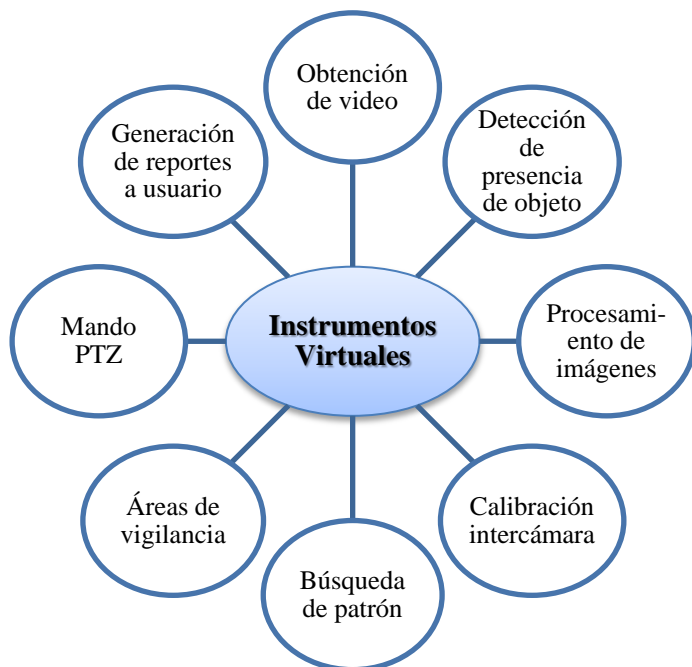 Obtención
de video
Detección
de
presencia
de objeto
Procesami-
ento de
imágenes
Calibración
intercámara
Búsqueda
de patrón
Áreas de
vigilancia
Mando
PTZ
Generación
de reportes
a usuario
Instrumentos
Virtuales